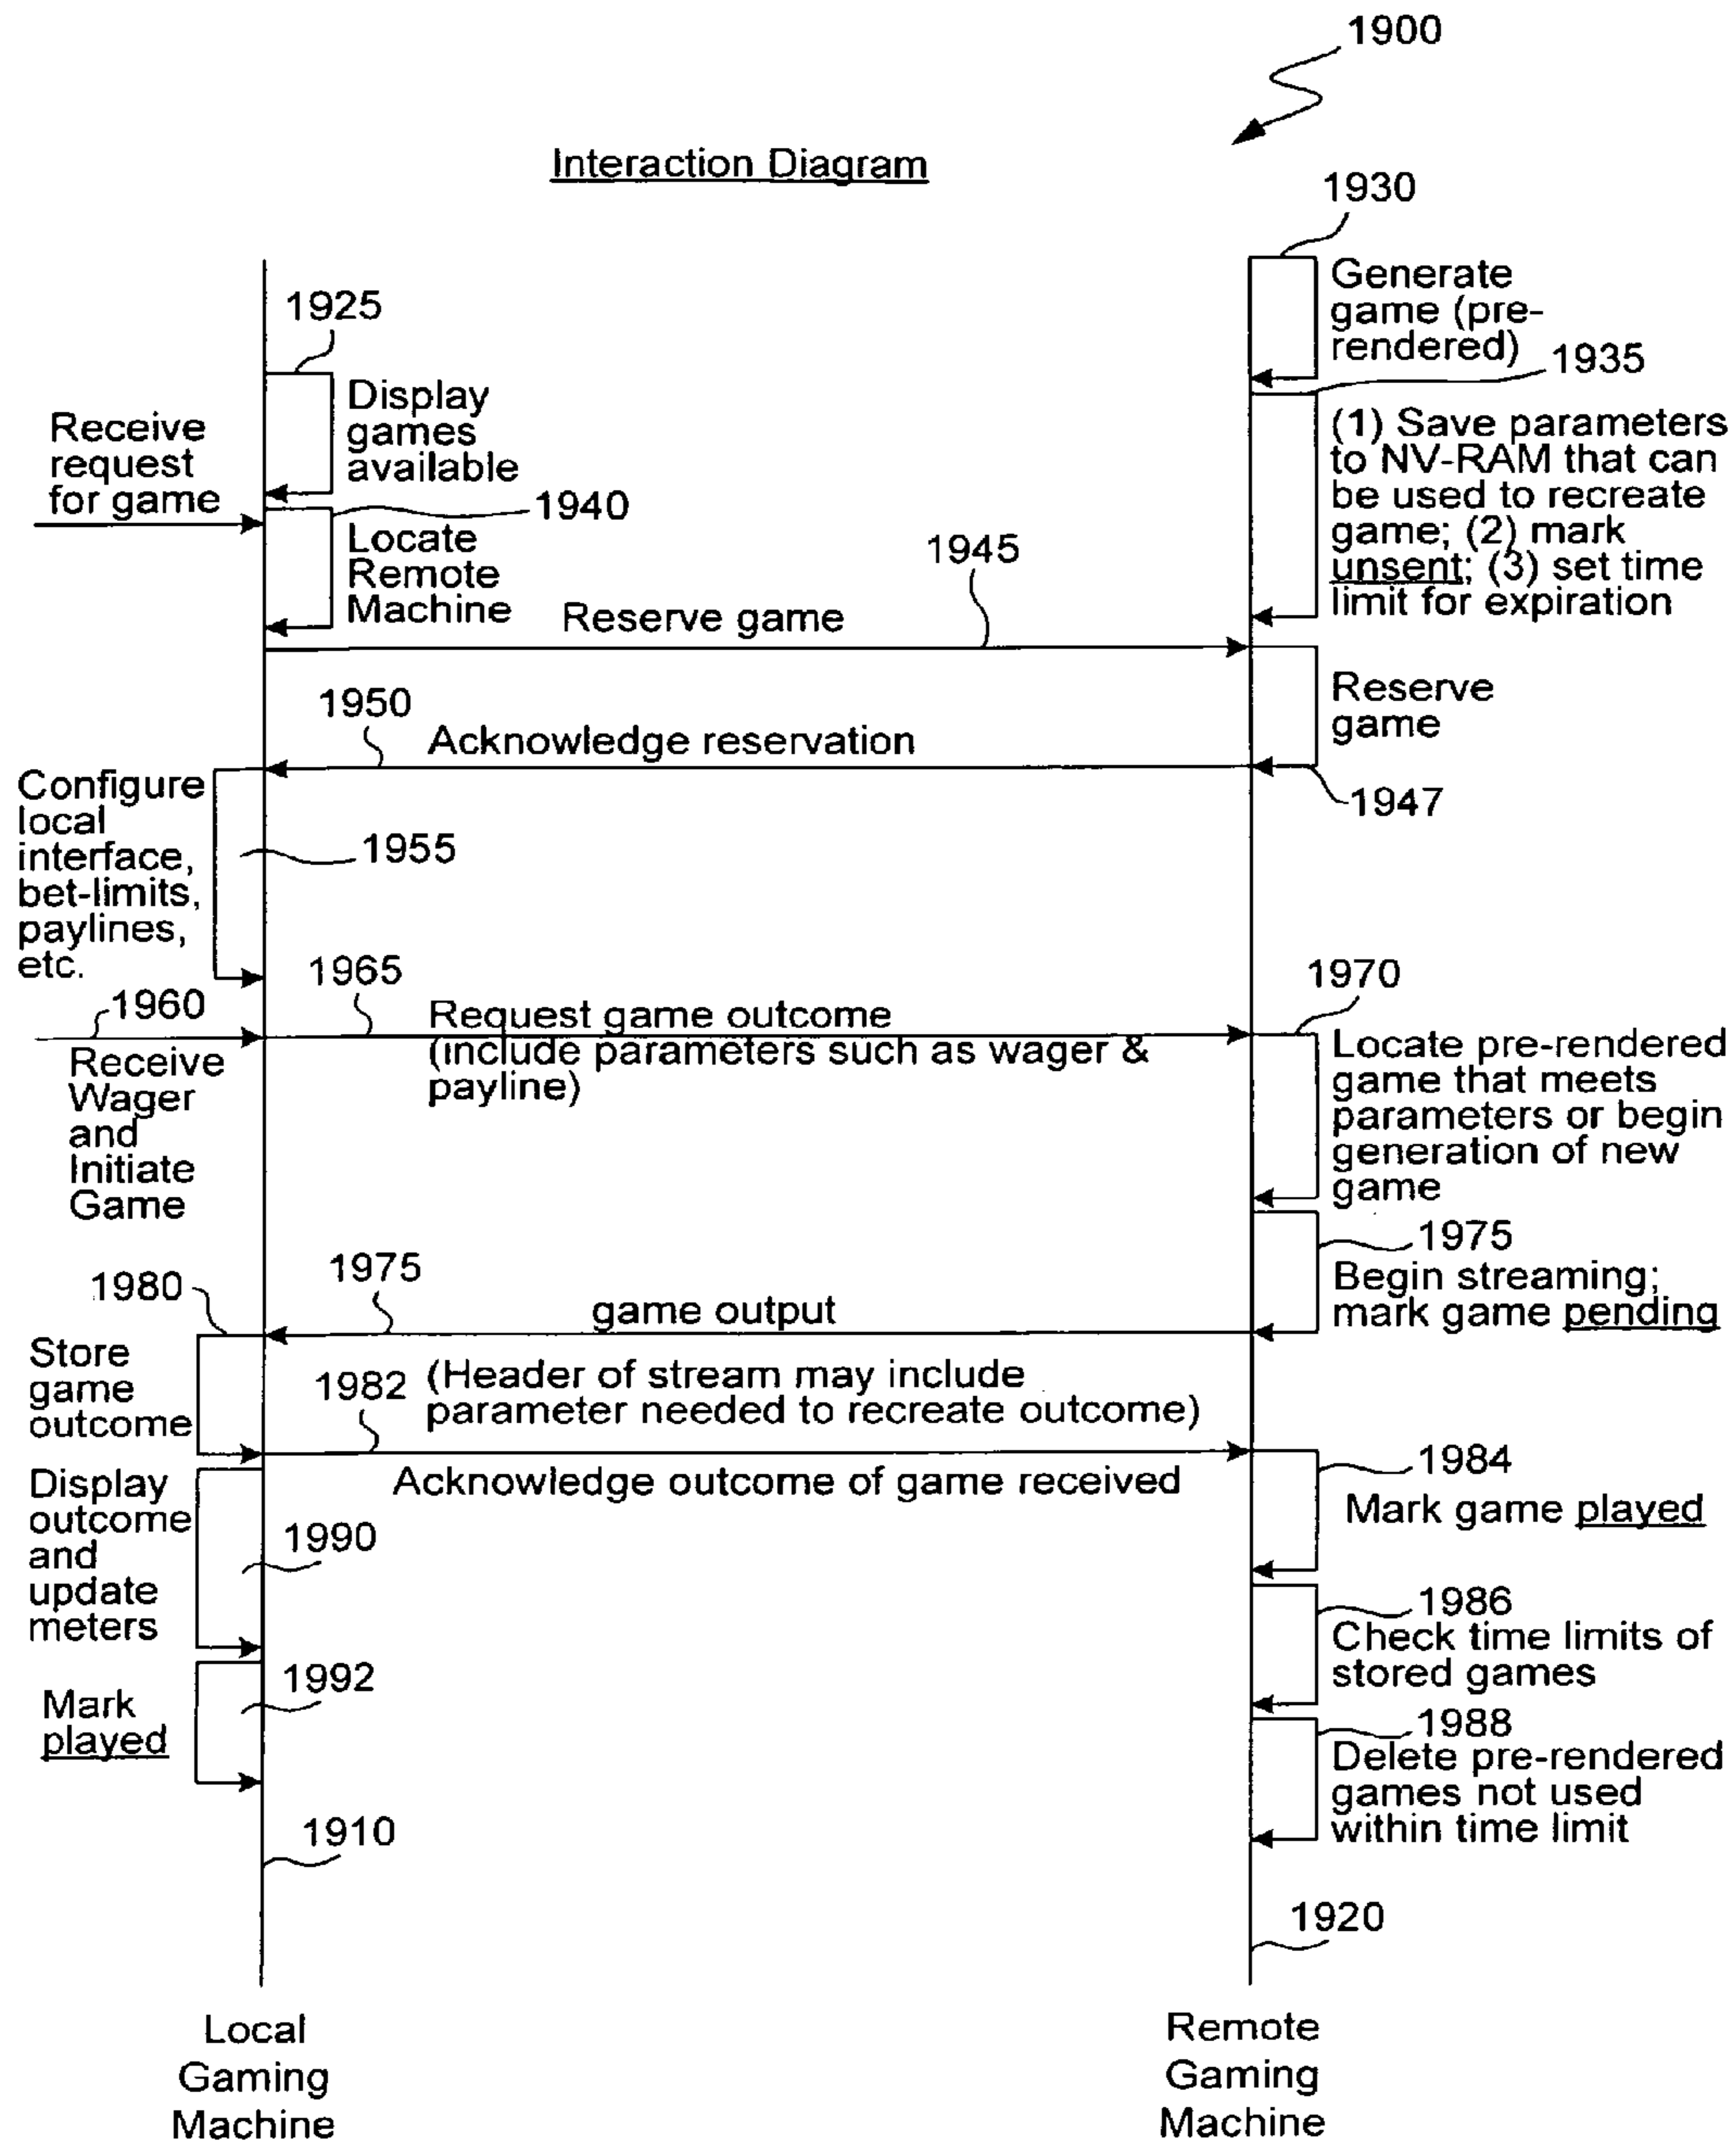 1900
Interaction Diagram
1930
Generate
game (pre-
rendered)
1925
1935
Display
games
available
Receive
request
for game
(1) Save parameters
to NV-RAM that can
be used to recreate
game; (2) mark
unsent; (3) set time
limit for expiration
1940
Locate
Remote
Machine
1945
Reserve game
Reserve
game
1950
Acknowledge reservation
1947
Configure
local
interface,
bet-limits,
paylines,
etc.
1955
1960
1965
1970
Request game outcome
(include parameters such as wager &
payline)
Receive
Wager
and
Initiate
Game
Locate pre-rendered
game that meets
parameters or begin
generation of new
game
1975
Begin streaming;
mark game pending
1980
1975
game output
Store
game
outcome
1982
(Header of stream may include
parameter needed to recreate outcome)
Acknowledge outcome of game received
1984
Mark game played
Display
outcome
and
update
meters
1990
1986
Check time limits of
stored games
1992
Mark
played
1988
Delete pre-rendered
games not used
within time limit
1910
1920
Local
Gaming
Machine
Remote
Gaming
Machine